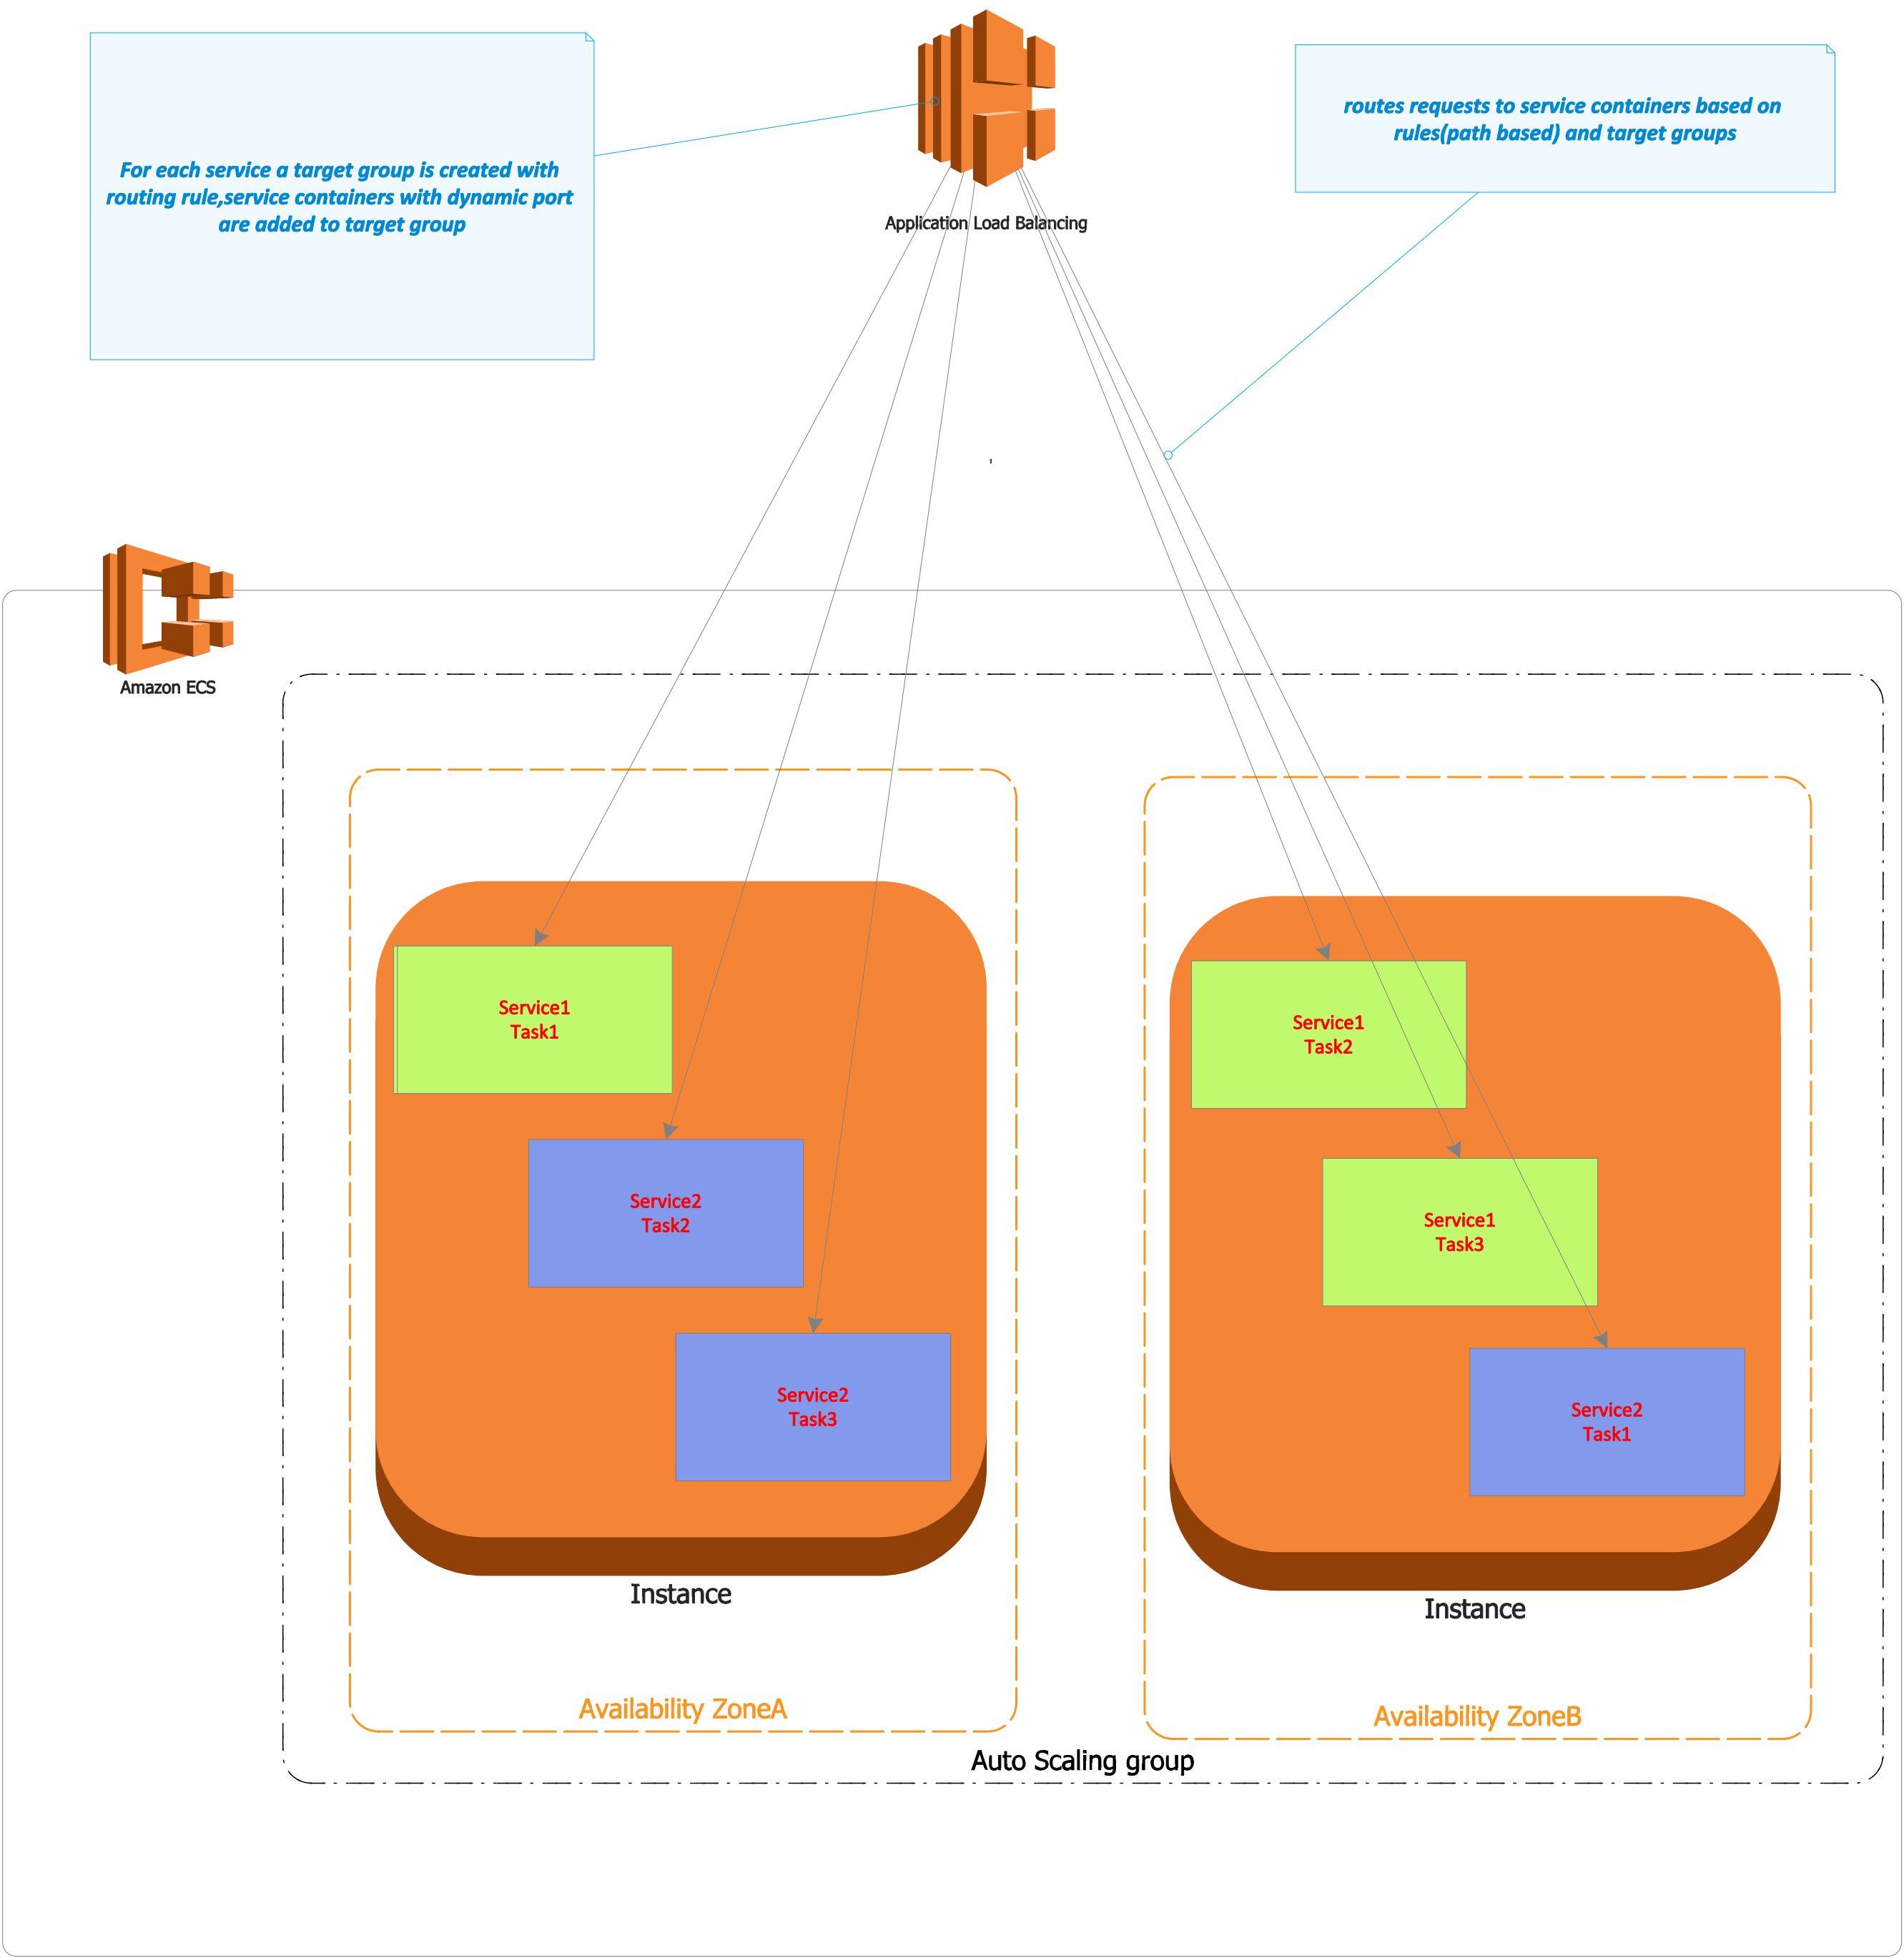 For each service a target group is created with
routing rule,service containers with dynamic port
are added to target group
routes requests to service containers based on
rules(path based) and target groups
Application Load Balancing
Amazon ECS
Service1
Task1
Service2
Task2
Service2
Task3
Instance
Availability ZoneA
Service1
Task2
Service1
Task3
Service2
Task1
Instance
Availability ZoneB
Auto Scaling group